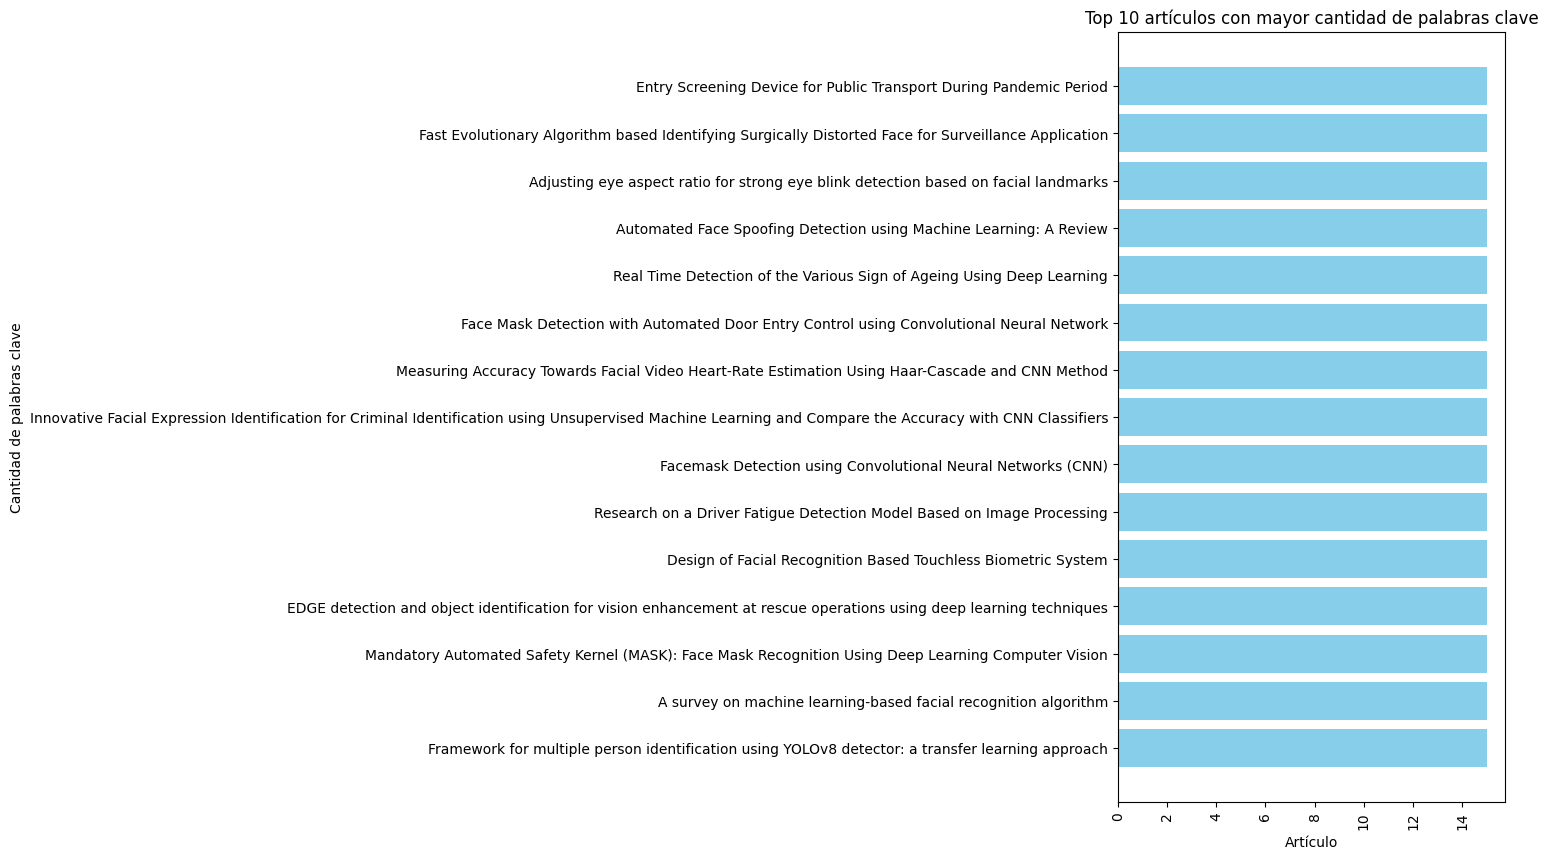 Top 10 artículos con mayor cantidad de palabras clave
Cantidad de palabras clave
Entry Screening Device for Public Transport During Pandemic Period
Fast Evolutionary Algorithm based Identifying Surgically Distorted Face for Surveillance Application
Adjusting eye aspect ratio for strong eye blink detection based on facial landmarks
Automated Face Spoofing Detection using Machine Learning: A Review
Real Time Detection of the Various Sign of Ageing Using Deep Learning
Face Mask Detection with Automated Door Entry Control using Convolutional Neural Network
Measuring Accuracy Towards Facial Video Heart-Rate Estimation Using Haar-Cascade and CNN Method
Innovative Facial Expression Identification for Criminal Identification using Unsupervised Machine Learning and Compare the Accuracy with CNN Classifiers
Facemask Detection using Convolutional Neural Networks (CNN)
Research on a Driver Fatigue Detection Model Based on Image Processing
Design of Facial Recognition Based Touchless Biometric System
EDGE detection and object identification for vision enhancement at rescue operations using deep learning techniques
Mandatory Automated Safety Kernel (MASK): Face Mask Recognition Using Deep Learning Computer Vision
A survey on machine learning-based facial recognition algorithm
Framework for multiple person identification using YOLOv8 detector: a transfer learning approach
0 2 4 6 8 10 12 14
Artículo